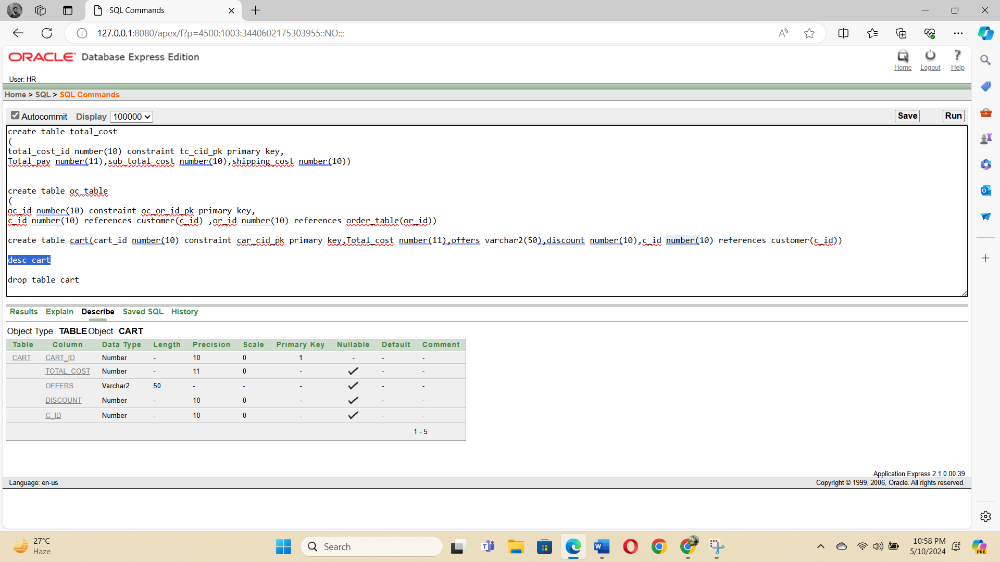 SQL Commands
127.0.0.1:8080/apex/f?p=4500:1003:3440602175303955::NO:::
ORACLE Database Express Edition
Home Logout Help
User: HR
Home > SQL > SQL Commands
Autocommit Display 100000 Save Run
create table total_cost
(
total_cost_id number(10) constraint tc_cid_pk primary key,
Total_pay number(11),sub_total_cost number(10),shipping_cost number(10))
create table oc_table
(
oc_id number(10) constraint oc_or_id_pk primary key,
c_id number(10) references customer(c_id) ,or_id number(10) references order_table(or_id))
create table cart(cart_id number(10) constraint car_cid_pk primary key,Total_cost number(11),offers varchar2(50),discount number(10),c_id number(10) references customer(c_id))
desc cart
drop table cart
Results Explain Describe Saved SQL History
Object Type TABLE Object CART
Table Column Data Type Length Precision Scale Primary Key Nullable Default Comment
CART CART_ID Number - 10 0 1 - - -
TOTAL_COST Number - 11 0 - - -
OFFERS Varchar2 50 - - - - -
DISCOUNT Number - 10 0 - - -
C_ID Number - 10 0 - - -
1 - 5
Application Express 2.1.0.00.39
Language: en-us Copyright © 1999, 2006, Oracle. All rights reserved.
27°C
Haze
Search
10:58 PM
5/10/2024
PRE